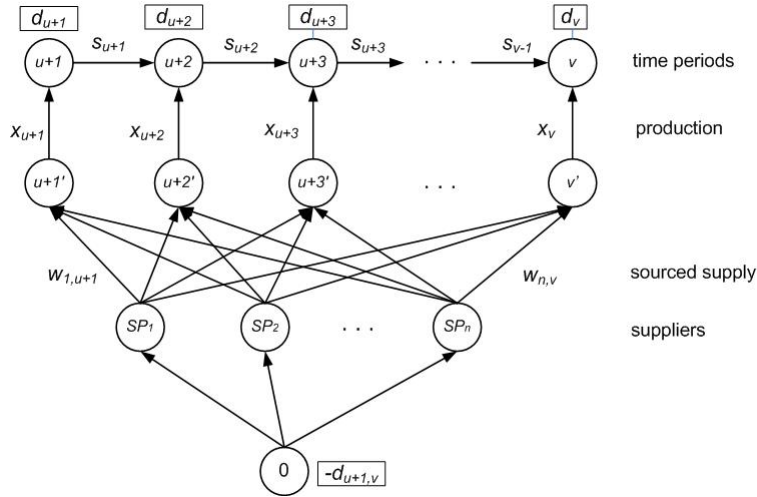 d_{u+1} d_{u+2} d_{u+3} d_v
s_{u+1} s_{u+2} s_{u+3} s_{v-1}
u+1 u+2 u+3 · · · v time periods
x_{u+1} x_{u+2} x_{u+3} x_v production
u+1' u+2' u+3' · · · v'
w_{1,u+1} w_{n,v} sourced supply
SP_1 SP_2 · · · SP_n suppliers
0 -d_{u+1,v}